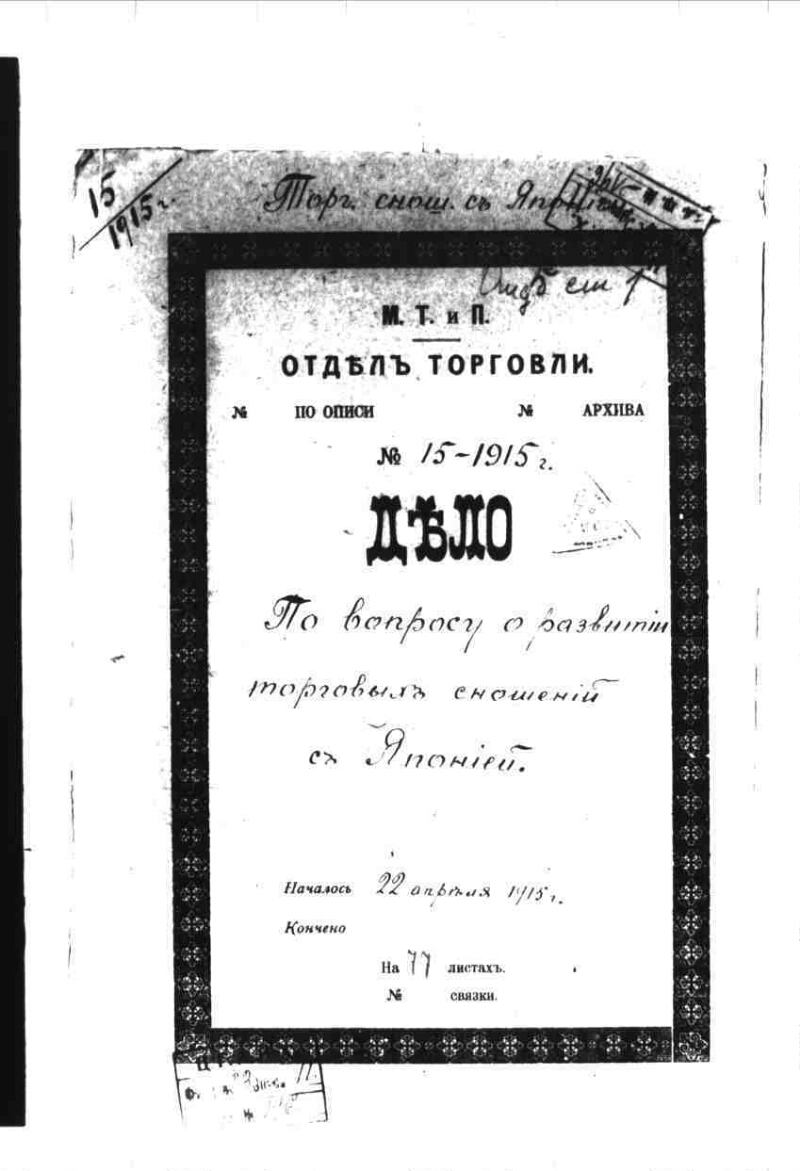 15
1915 г.
Торг. снош. съ Японіей
М. Т. и П.
ОТДѢЛЪ ТОРГОВЛИ.
№ ПО ОПИСИ № АРХИВА
№ 15-1915 г.
ДѢЛО
По вопросу о развитіи
торговыхъ сношеній
съ Японіей.
Началось 22 апрѣля 1915 г.
Кончено
На 77 листахъ.
№ связки.